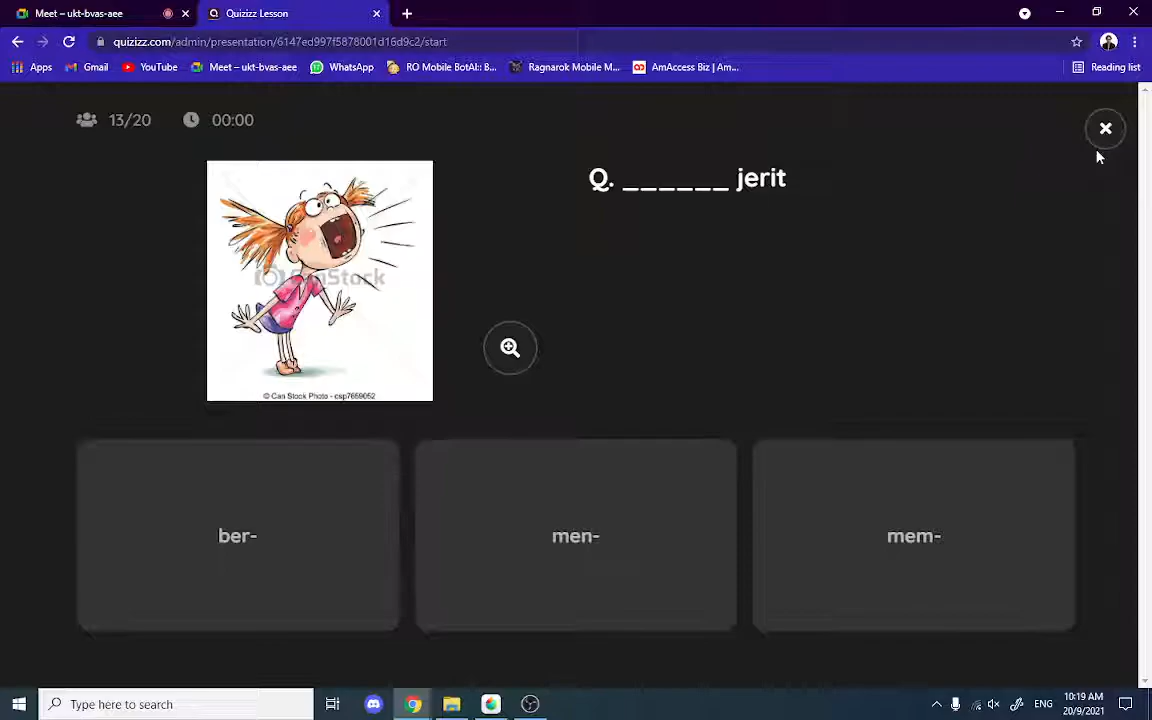 Meet – ukt-bvas-aee
Quizizz Lesson
quizizz.com/admin/presentation/6147ed997f5878001d16d9c2/start
Apps
Gmail
YouTube
Meet – ukt-bvas-aee
WhatsApp
RO Mobile BotAI:: B...
Ragnarok Mobile M...
AmAccess Biz | Am...
Reading list
13/20
00:00
Q. ______ jerit
CanStock
© Can Stock Photo - csp7659052
ber-
men-
mem-
Type here to search
ENG
10:19 AM
20/9/2021